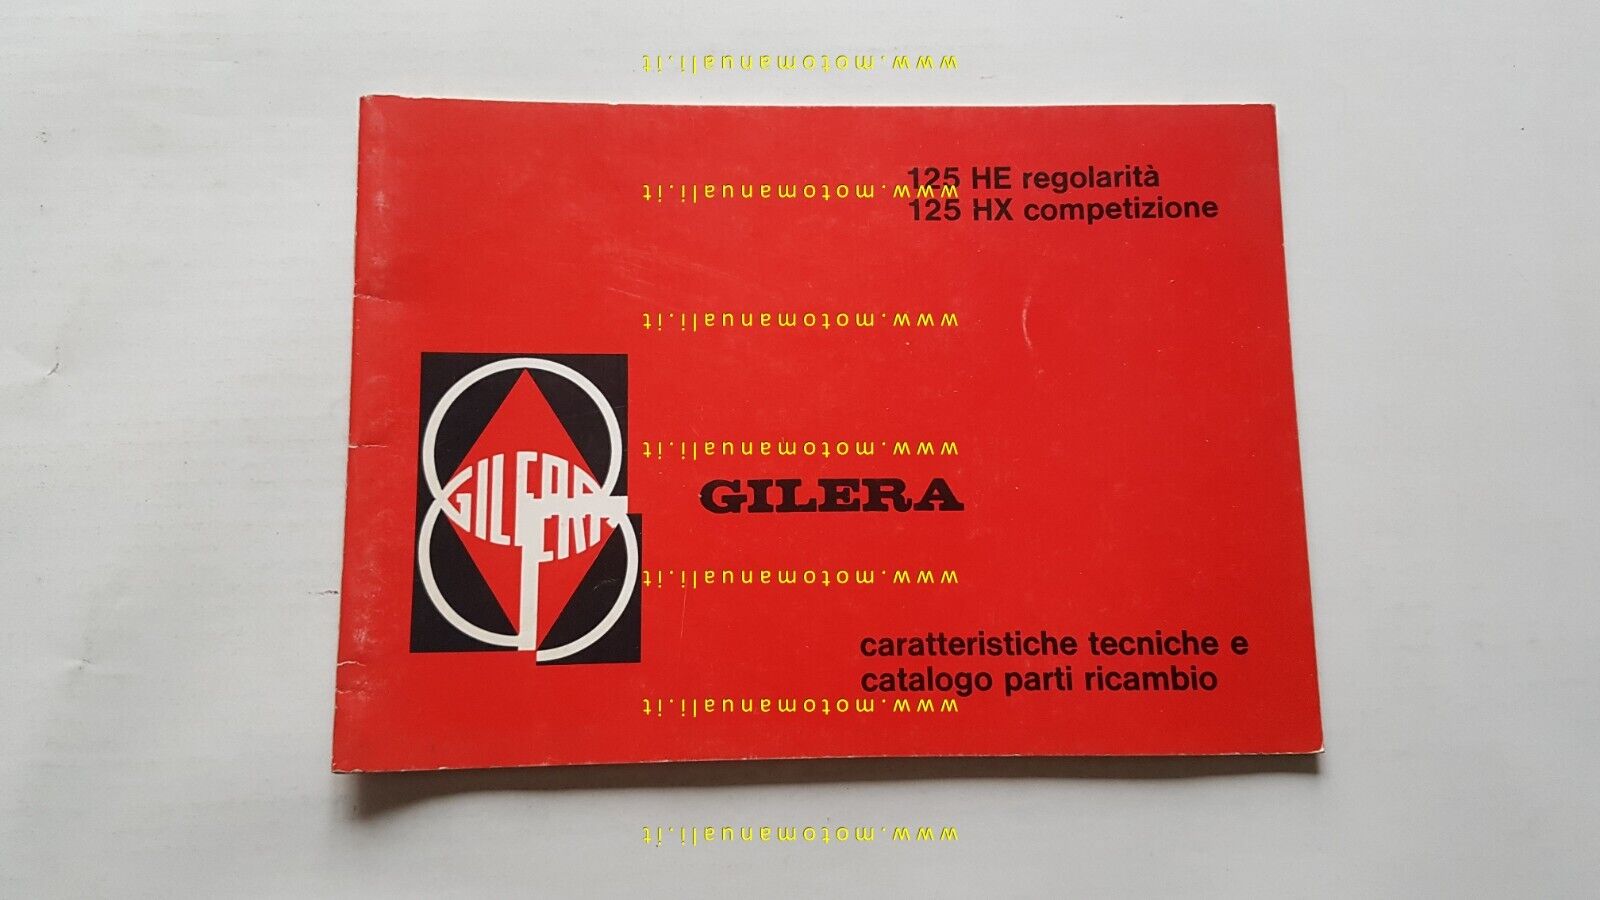 www.motomanuali.it
125 HE regolarità
www.motomanuali.it
125 HX competizione
www.motomanuali.it
GILERA
www.motomanuali.it
GILERA
www.motomanuali.it
caratteristiche tecniche e
catalogo parti ricambio
www.motomanuali.it
www.motomanuali.it